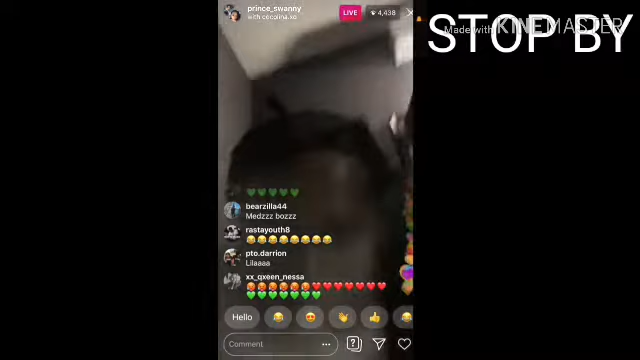 prince_swanny
with cocolina.xo
LIVE
4,438
STOP BY
Made with KINEMASTER
bearzilla44
Medzzz bozzz
rastayouth8
pto.darrion
Lilaaaa
xx_qxeen_nessa
Hello
Comment